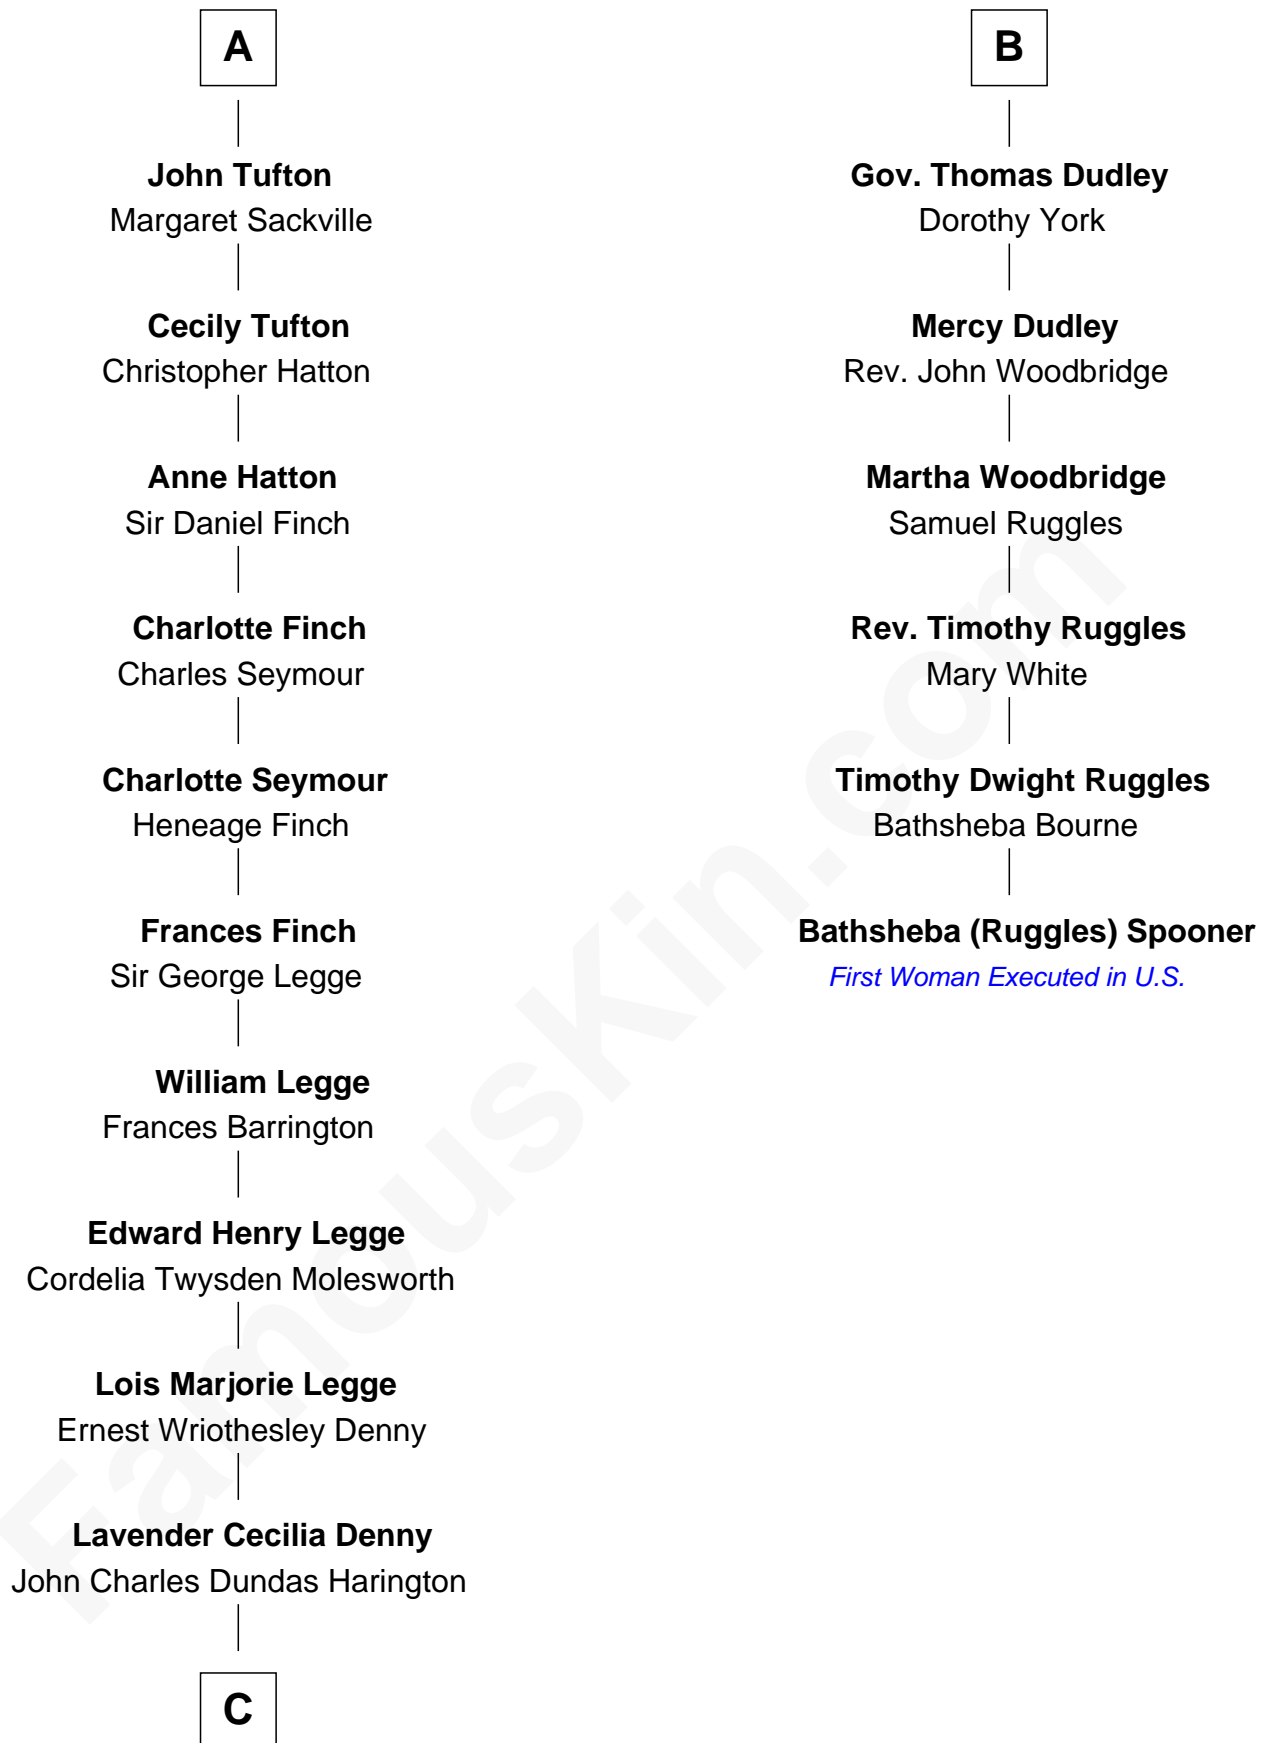 A
John Tufton
Margaret Sackville
Cecily Tufton
Christopher Hatton
Anne Hatton
Sir Daniel Finch
Charlotte Finch
Charles Seymour
Charlotte Seymour
Heneage Finch
Frances Finch
Sir George Legge
William Legge
Frances Barrington
Edward Henry Legge
Cordelia Twysden Molesworth
Lois Marjorie Legge
Ernest Wriothesley Denny
Lavender Cecilia Denny
John Charles Dundas Harington
C
B
Gov. Thomas Dudley
Dorothy York
Mercy Dudley
Rev. John Woodbridge
Martha Woodbridge
Samuel Ruggles
Rev. Timothy Ruggles
Mary White
Timothy Dwight Ruggles
Bathsheba Bourne
Bathsheba (Ruggles) Spooner
First Woman Executed in U.S.
FamousKin.com